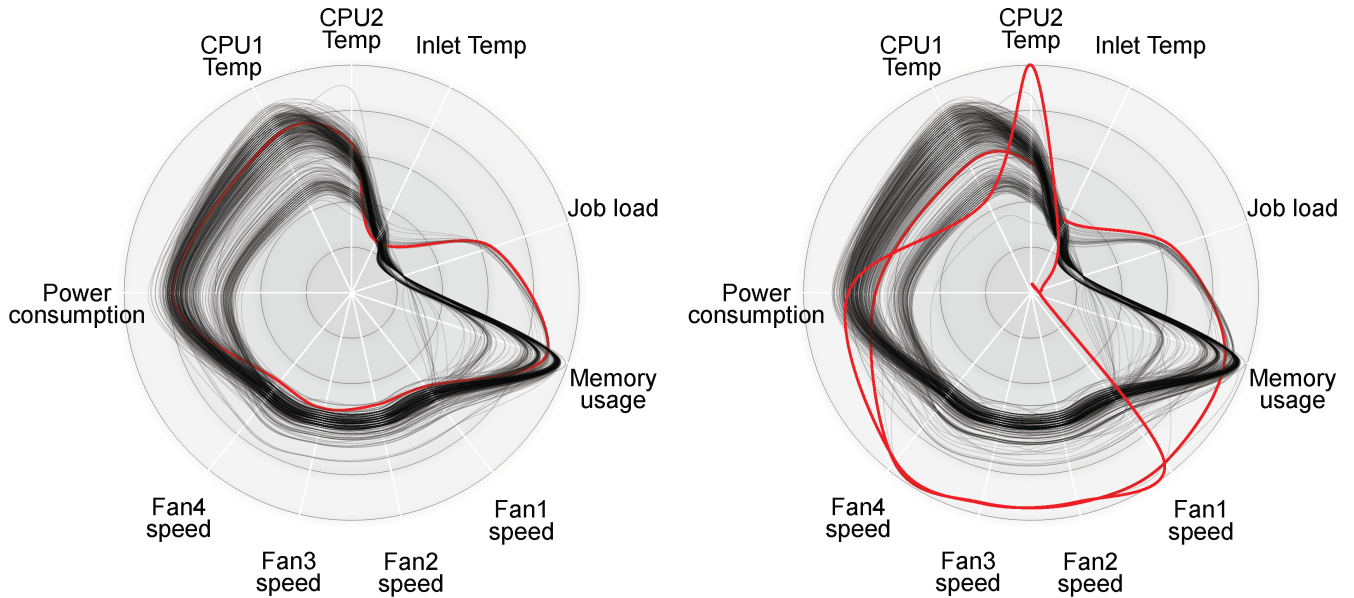 CPU2
Temp
CPU1
Temp
Inlet Temp
Job load
Power
consumption
Memory
usage
Fan4
speed
Fan3
speed
Fan2
speed
Fan1
speed
CPU2
Temp
CPU1
Temp
Inlet Temp
Job load
Power
consumption
Memory
usage
Fan4
speed
Fan3
speed
Fan2
speed
Fan1
speed